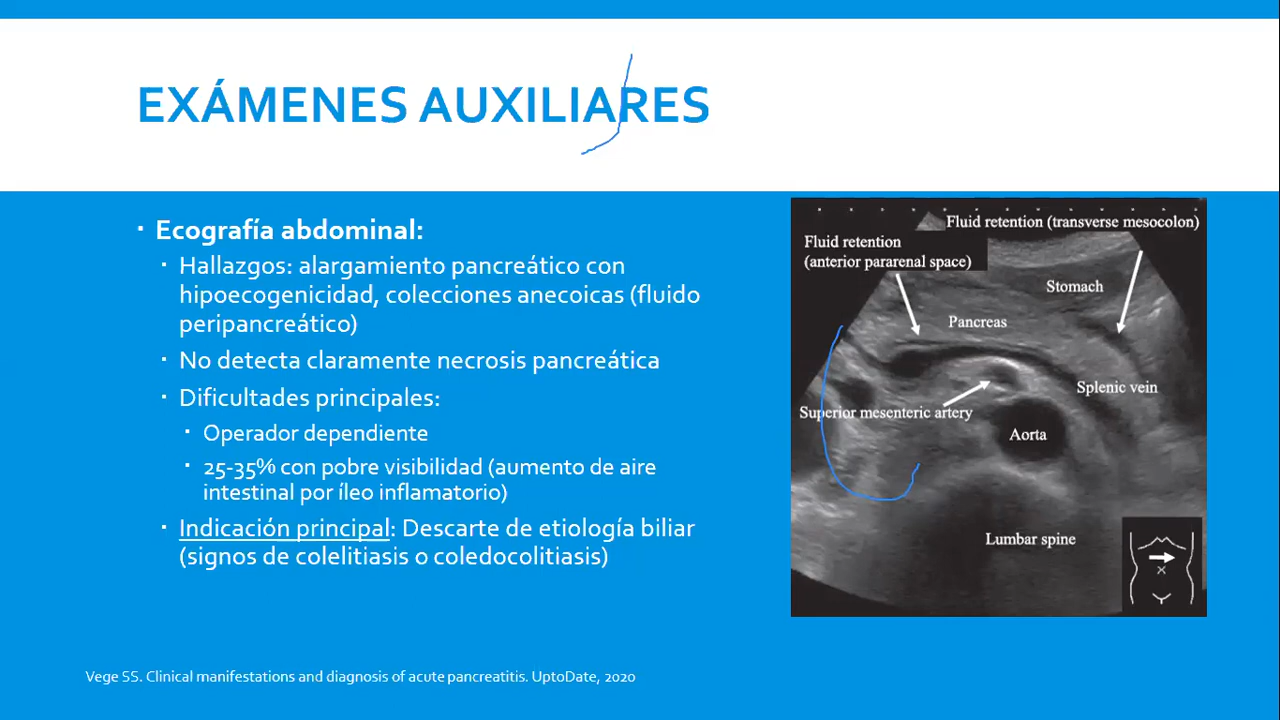 EXÁMENES AUXILIARES
Ecografía abdominal:
Hallazgos: alargamiento pancreático con
hipoecogenicidad, colecciones anecoicas (fluido
peripancreático)
No detecta claramente necrosis pancreática
Dificultades principales:
Operador dependiente
25-35% con pobre visibilidad (aumento de aire
intestinal por íleo inflamatorio)
Indicación principal: Descarte de etiología biliar
(signos de colelitiasis o coledocolitiasis)
Fluid retention (transverse mesocolon)
Fluid retention
(anterior pararenal space)
Stomach
Pancreas
Splenic vein
Superior mesenteric artery
Aorta
Lumbar spine
Vege SS. Clinical manifestations and diagnosis of acute pancreatitis. UptoDate, 2020